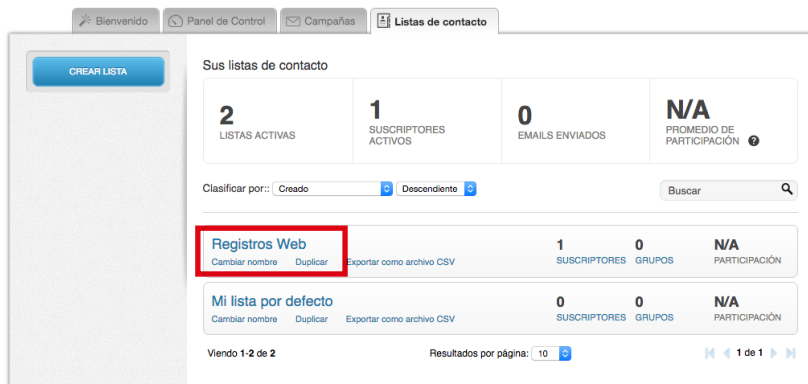 Bienvenido Panel de Control Campañas Listas de contacto
CREAR LISTA
Sus listas de contacto
2
LISTAS ACTIVAS
1
SUSCRIPTORES
ACTIVOS
0
EMAILS ENVIADOS
N/A
PROMEDIO DE
PARTICIPACIÓN ?
Clasificar por:: Creado Descendiente Buscar
Registros Web 1 0 N/A
Cambiar nombre Duplicar Exportar como archivo CSV SUSCRIPTORES GRUPOS PARTICIPACIÓN
Mi lista por defecto 0 0 N/A
Cambiar nombre Duplicar Exportar como archivo CSV SUSCRIPTORES GRUPOS PARTICIPACIÓN
Viendo 1-2 de 2 Resultados por página: 10 1 de 1